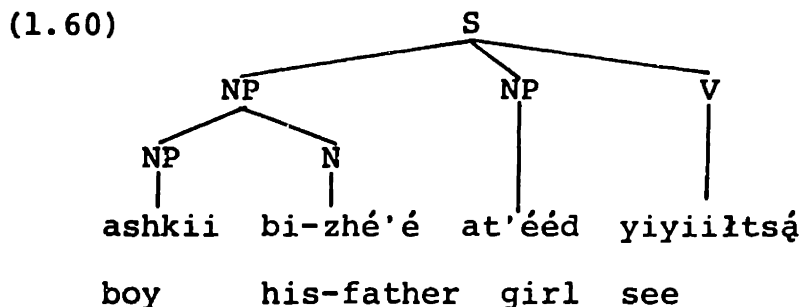 (1.60) S
NP NP V
NP N
ashkii bi-zhé'é at'ééd yiyiiłtsą́
boy his-father girl see